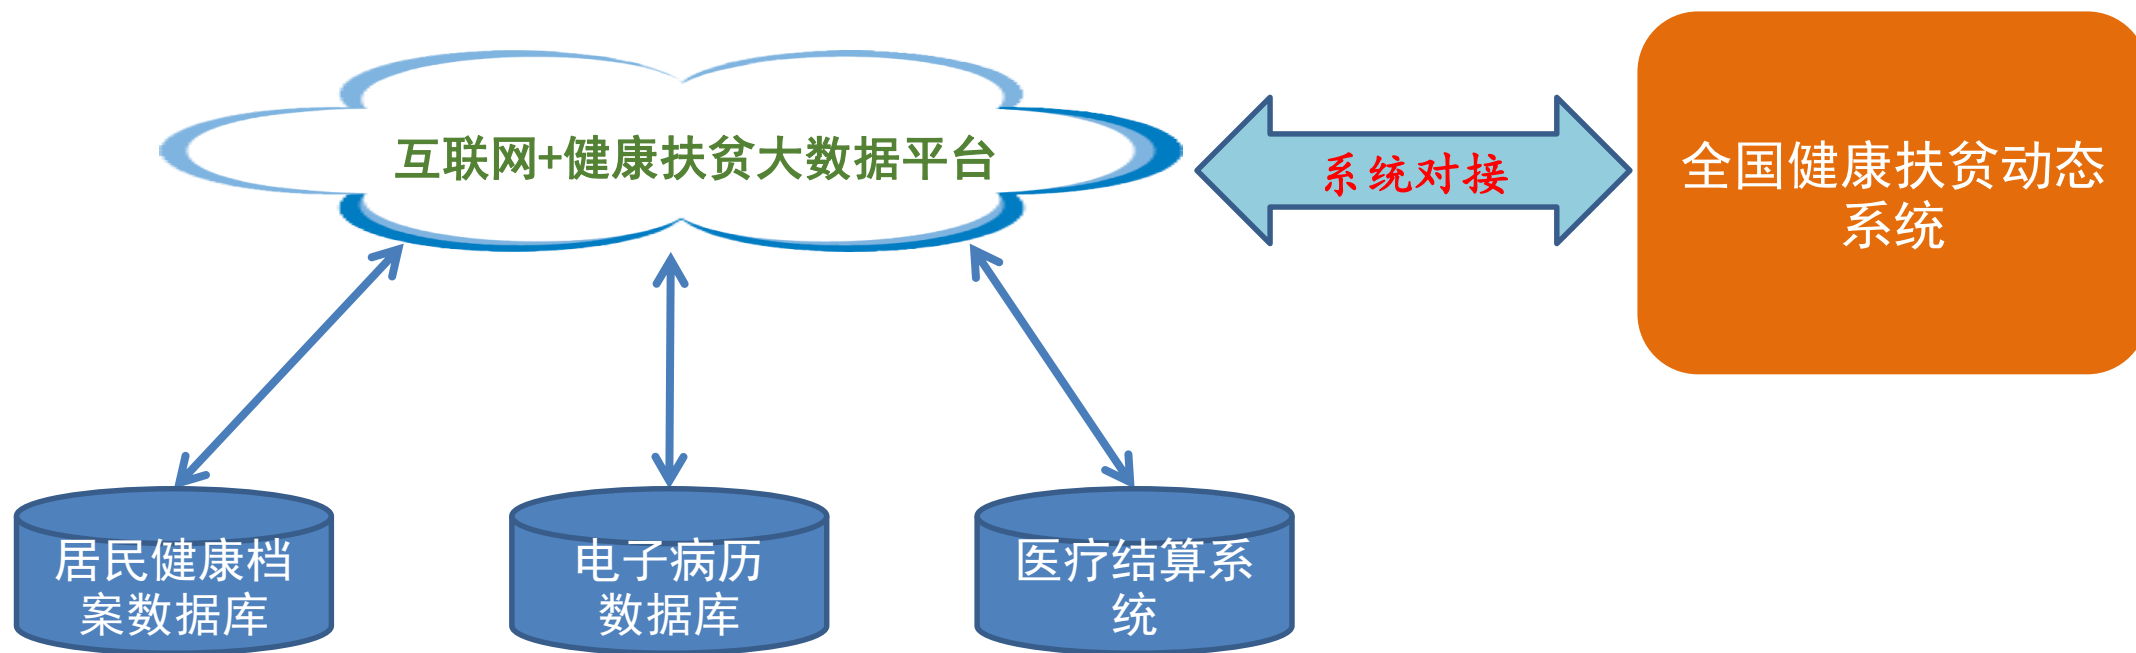 互联网+健康扶贫大数据平台
系统对接
全国健康扶贫动态
系统
居民健康档
案数据库
电子病历
数据库
医疗结算系
统